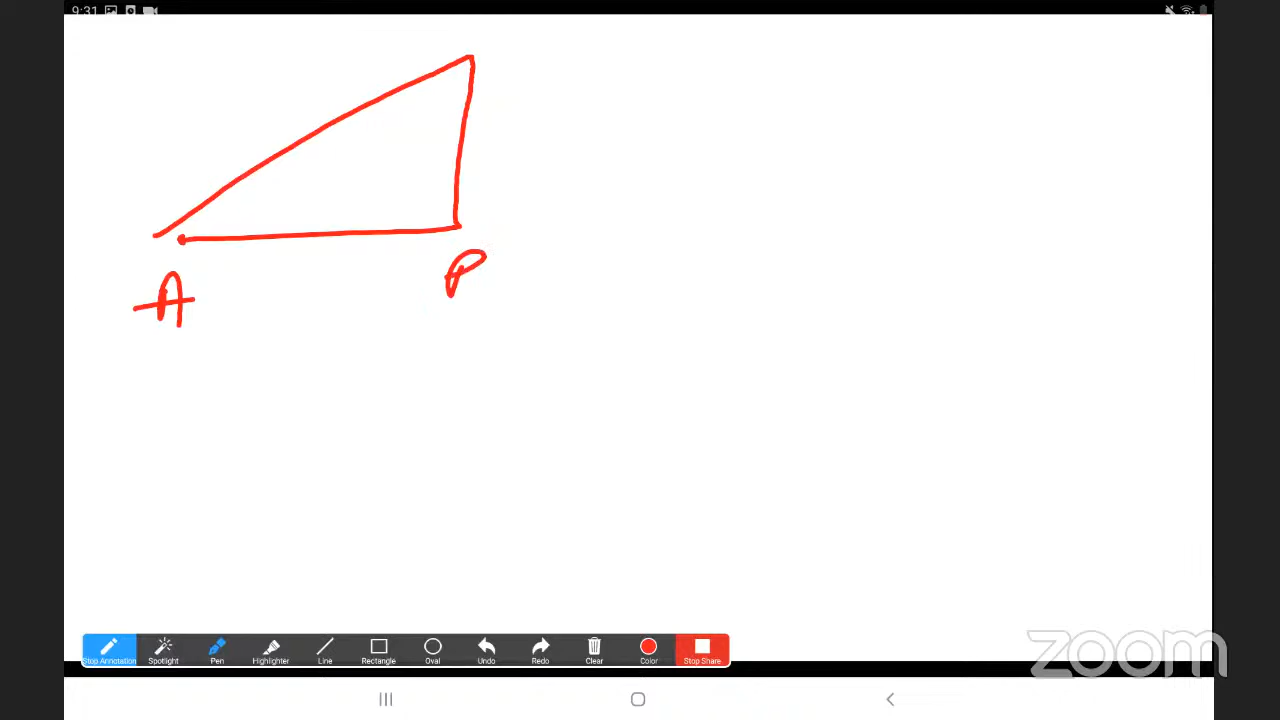 9:31
A P
Stop Annotation Spotlight Pen Highlighter Line Rectangle Oval Undo Redo Clear Color Stop Share
zoom